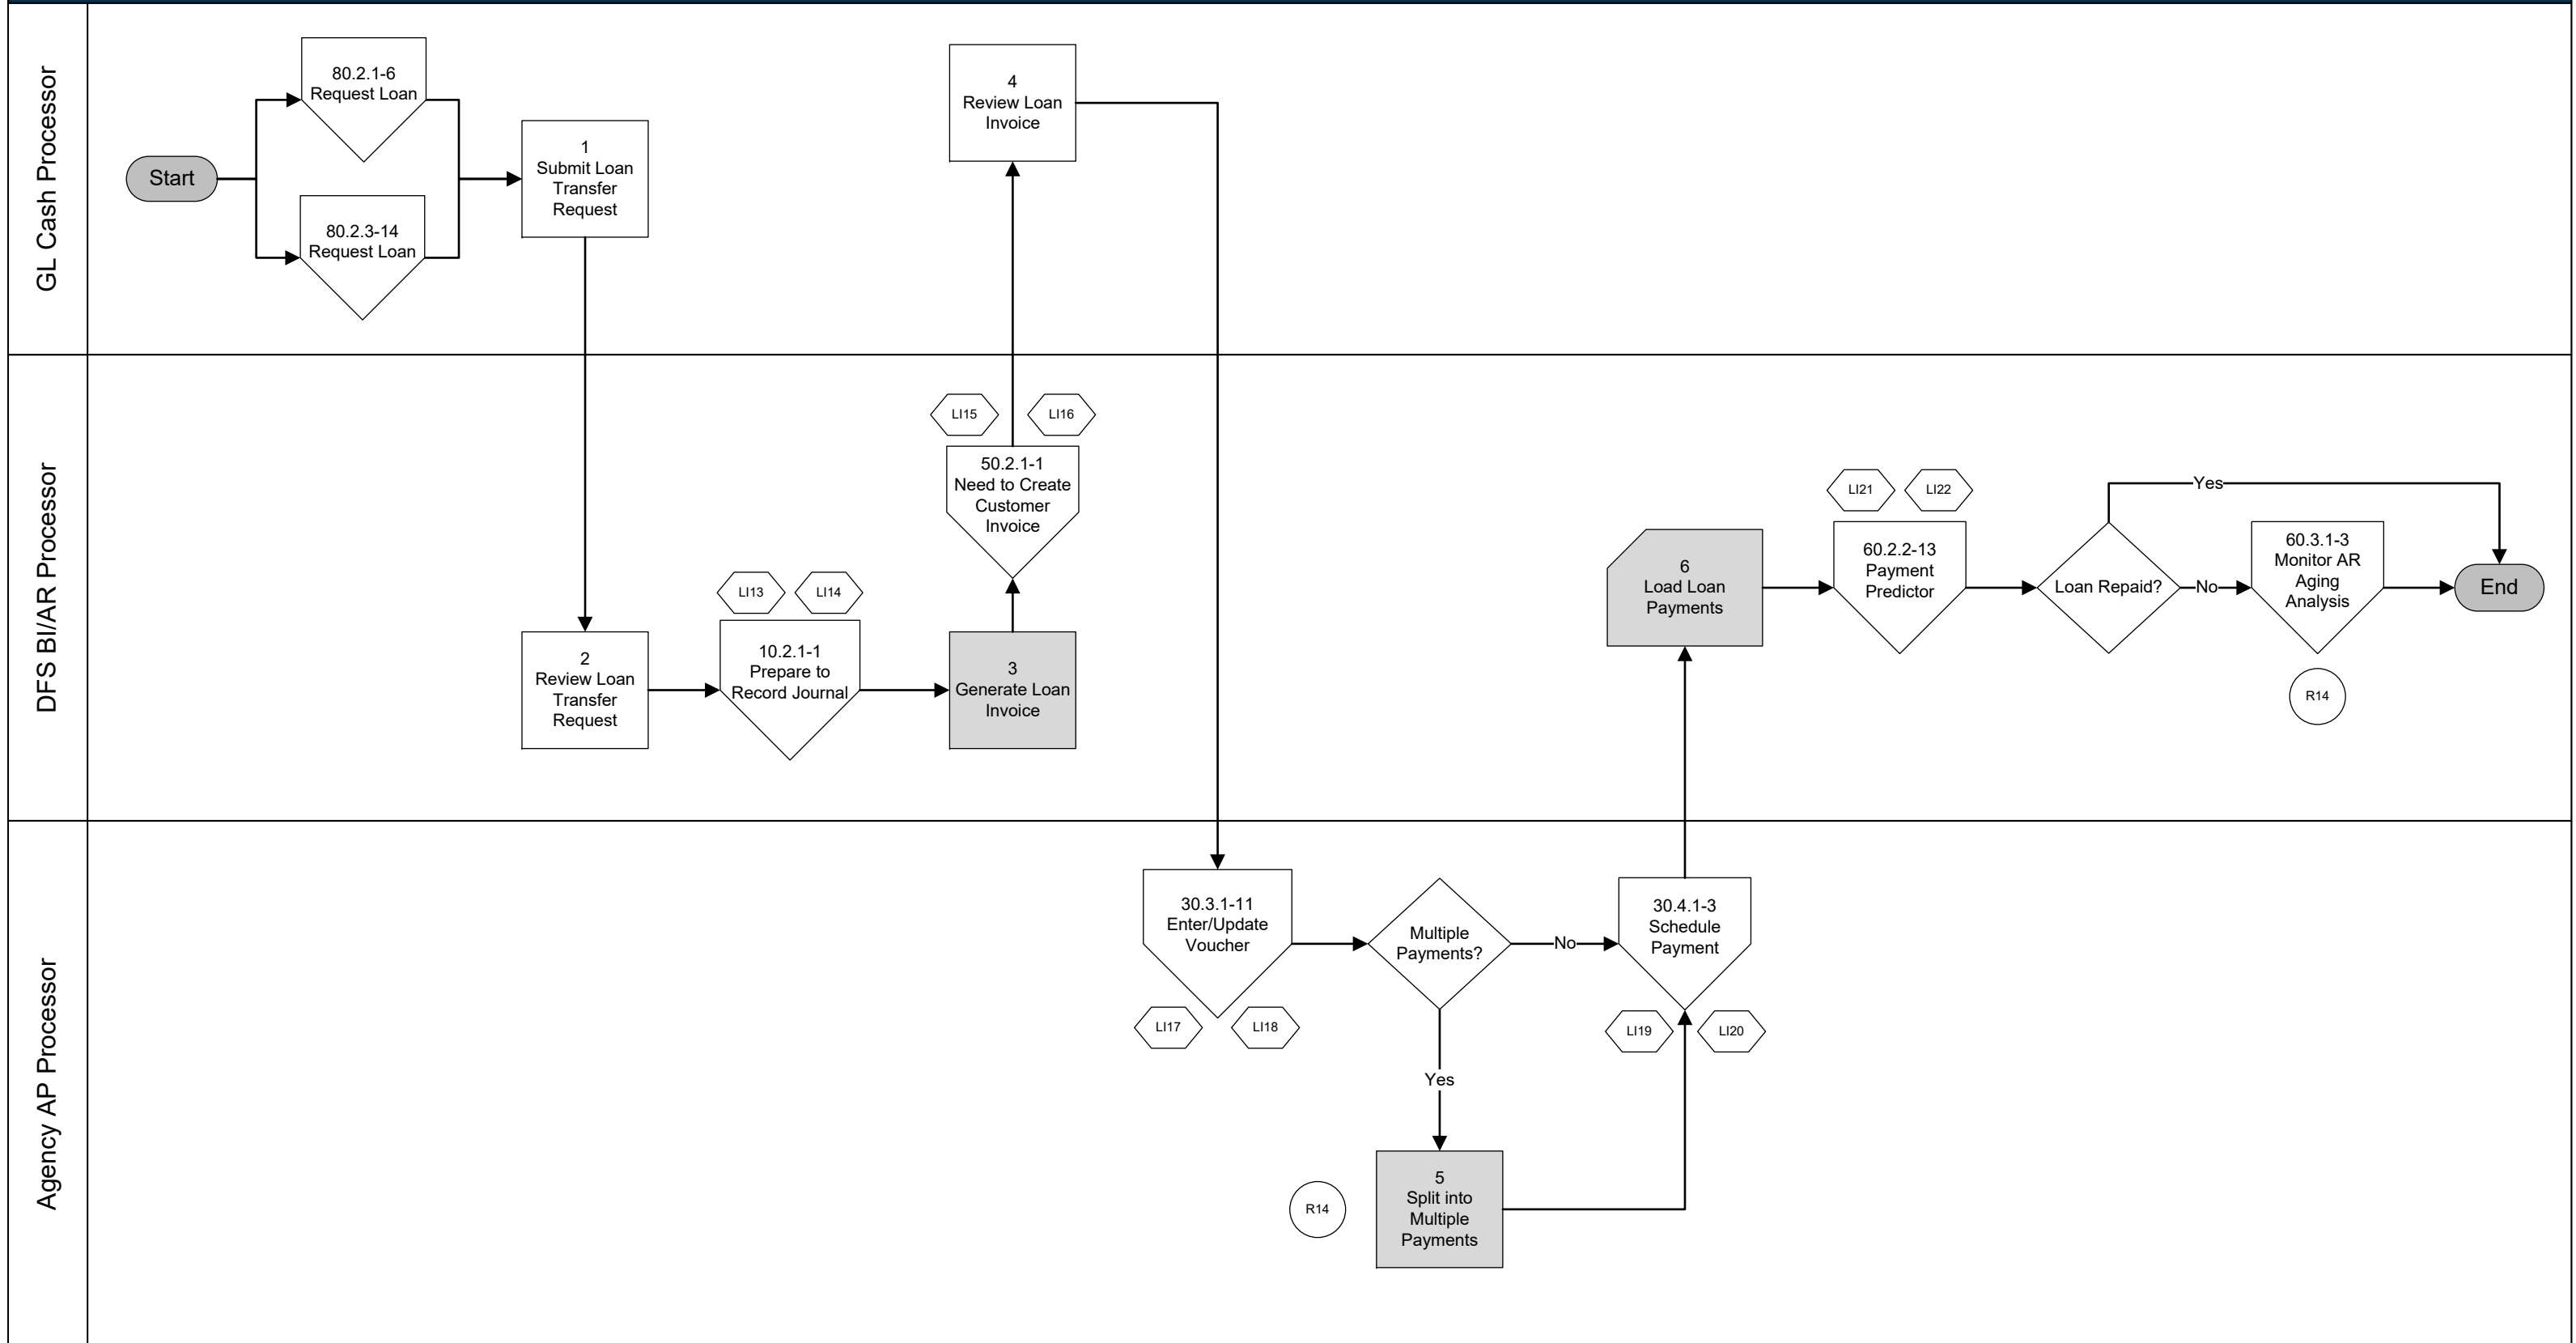 GL Cash Processor
Start
80.2.1-6
Request Loan
80.2.3-14
Request Loan
1
Submit Loan
Transfer
Request
4
Review Loan
Invoice
DFS BI/AR Processor
2
Review Loan
Transfer
Request
LI13
LI14
10.2.1-1
Prepare to
Record Journal
3
Generate Loan
Invoice
LI15
LI16
50.2.1-1
Need to Create
Customer
Invoice
6
Load Loan
Payments
LI21
LI22
60.2.2-13
Payment
Predictor
Loan Repaid?
Yes
No
60.3.1-3
Monitor AR
Aging
Analysis
R14
End
Agency AP Processor
30.3.1-11
Enter/Update
Voucher
LI17
LI18
Multiple
Payments?
No
Yes
30.4.1-3
Schedule
Payment
LI19
LI20
R14
5
Split into
Multiple
Payments